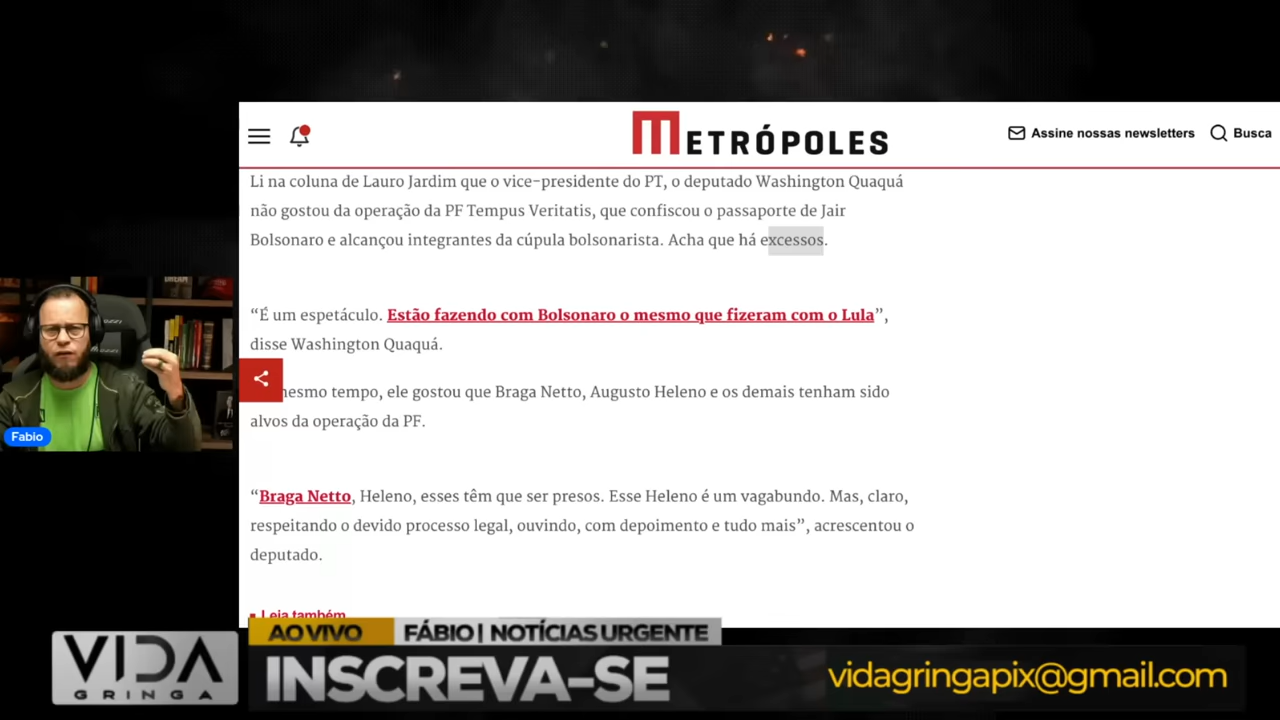 METRÓPOLES
Assine nossas newsletters
Busca
Li na coluna de Lauro Jardim que o vice-presidente do PT, o deputado Washington Quaquá
não gostou da operação da PF Tempus Veritatis, que confiscou o passaporte de Jair
Bolsonaro e alcançou integrantes da cúpula bolsonarista. Acha que há excessos.
“É um espetáculo. Estão fazendo com Bolsonaro o mesmo que fizeram com o Lula”,
disse Washington Quaquá.
mesmo tempo, ele gostou que Braga Netto, Augusto Heleno e os demais tenham sido
alvos da operação da PF.
“Braga Netto, Heleno, esses têm que ser presos. Esse Heleno é um vagabundo. Mas, claro,
respeitando o devido processo legal, ouvindo, com depoimento e tudo mais”, acrescentou o
deputado.
Leia também
Fabio
AO VIVO
FÁBIO | NOTÍCIAS URGENTE
VIDA
GRINGA
INSCREVA-SE
vidagringapix@gmail.com